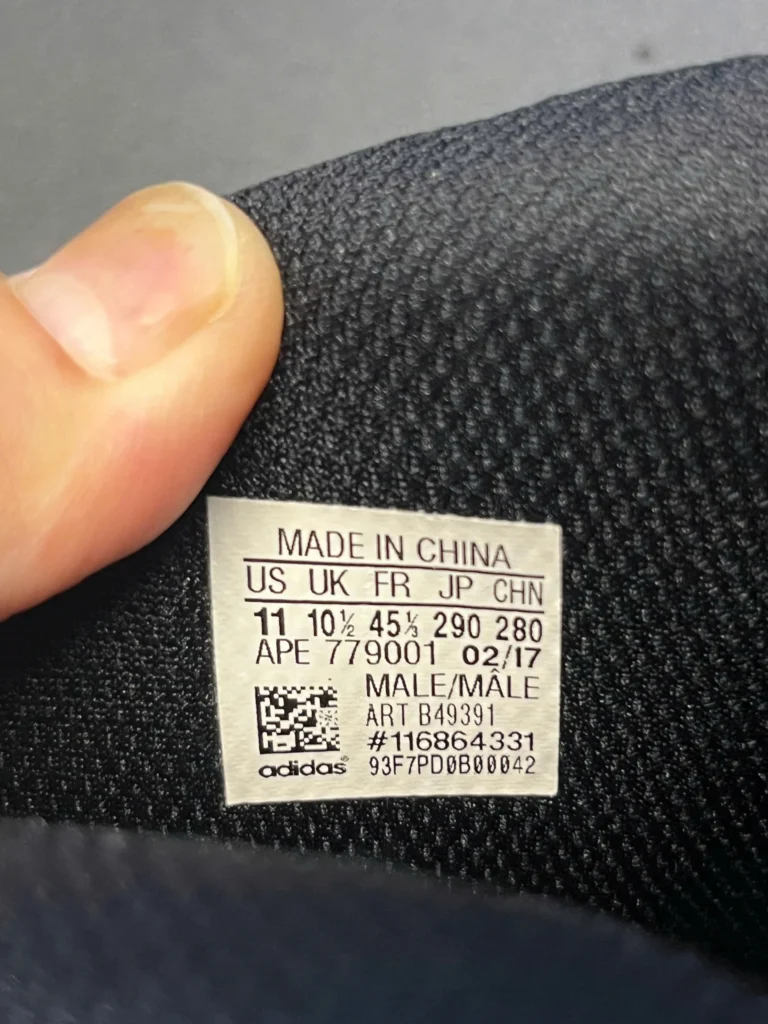 MADE IN CHINA
US UK FR JP CHN
11 10½ 45⅓ 290 280
APE 779001 02/17
MALE/MÂLE
ART B49391
#116864331
adidas® 93F7PD0B00042